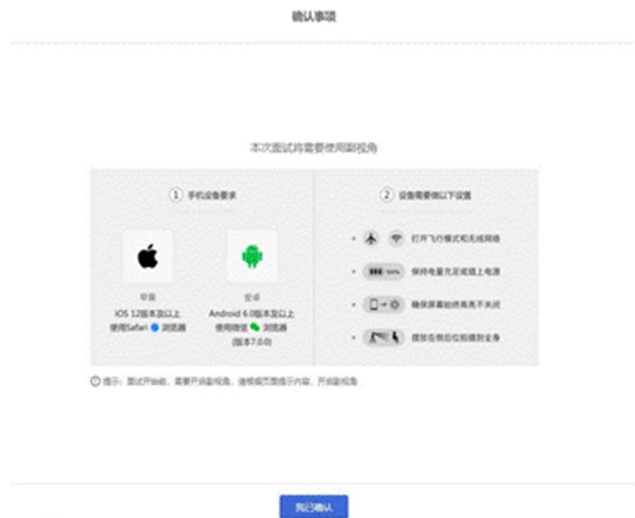 确认事项
本次面试将需要使用副视角
1 手机设备要求
苹果
iOS 12版本及以上
使用Safari 浏览器
安卓
Android 6.0版本及以上
使用微信 浏览器
(版本7.0.0)
2 设备需要做以下设置
打开飞行模式和无线网络
100%
保持电量充足或插上电源
确保屏幕始终高亮不关闭
摆放在侧后位拍摄到全身
提示：面试开始前，需要开启副视角，请根据页面提示内容，开启副视角
我已确认